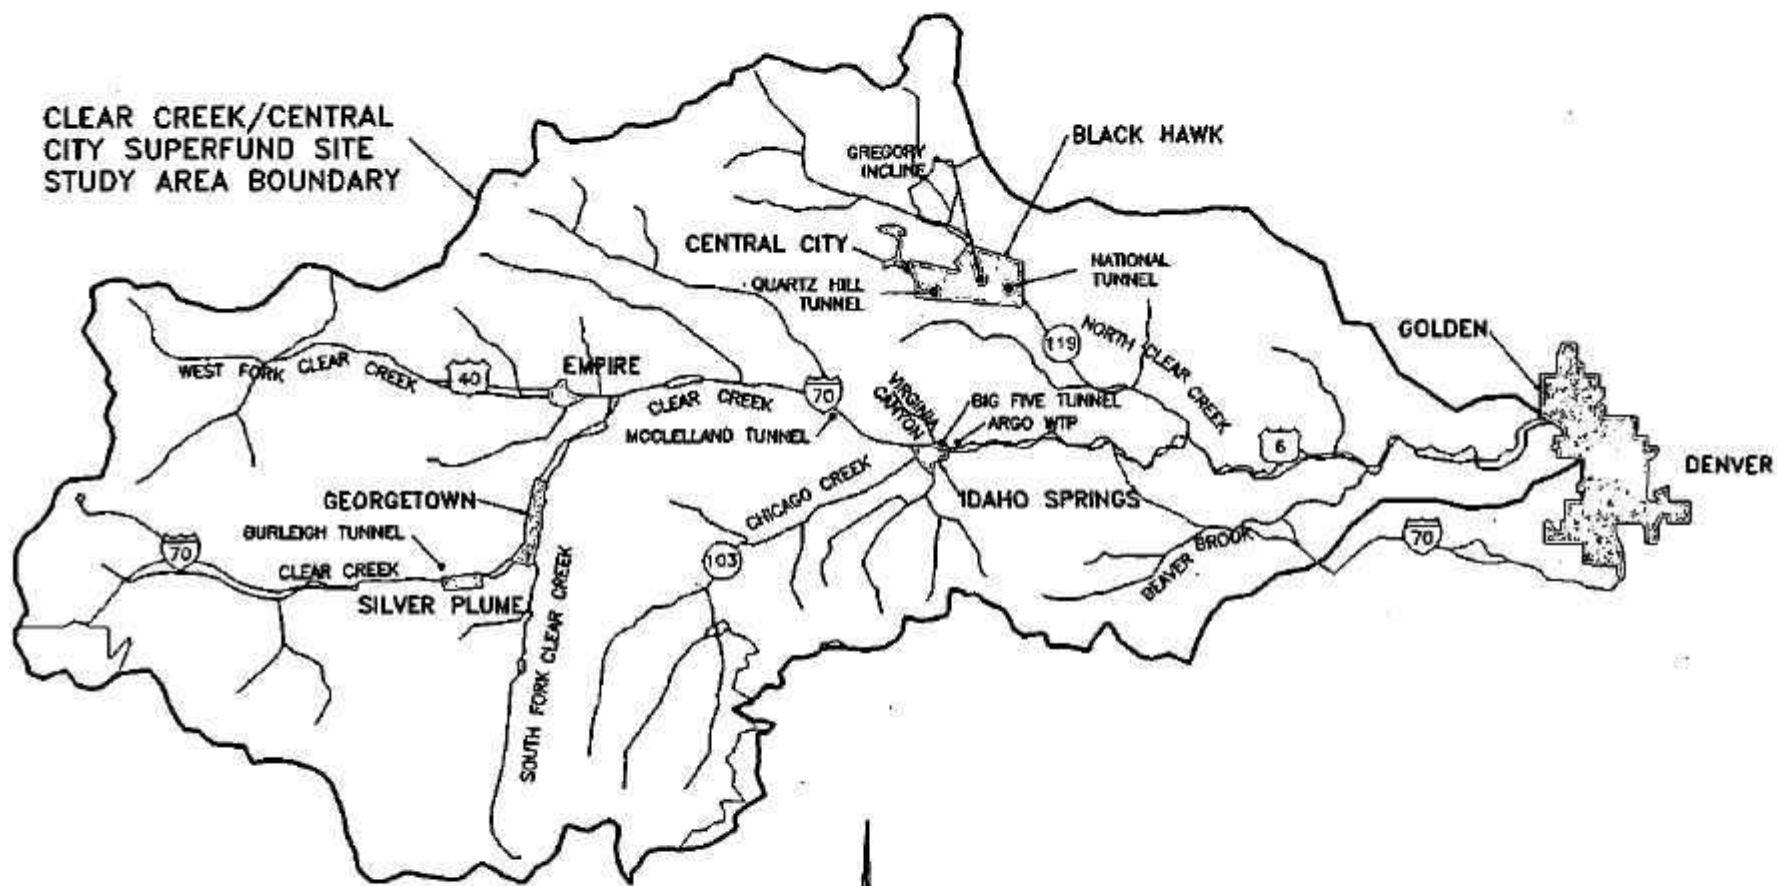 CLEAR CREEK/CENTRAL
CITY SUPERFUND SITE
STUDY AREA BOUNDARY
BLACK HAWK
GREGORY
INCLINE
CENTRAL CITY
QUARTZ HILL
TUNNEL
NATIONAL
TUNNEL
GOLDEN
119
NORTH CLEAR CREEK
WEST FORK CLEAR CREEK
40
EMPIRE
CLEAR CREEK
70
MCCLELLAND TUNNEL
VIRGINIA
CANYON
BIG FIVE TUNNEL
ARGO WTP
6
DENVER
GEORGETOWN
BURLEIGH TUNNEL
CHICAGO CREEK
IDAHO SPRINGS
70
CLEAR CREEK
SILVER PLUME
103
BEAVER BROOK
70
SOUTH FORK CLEAR CREEK